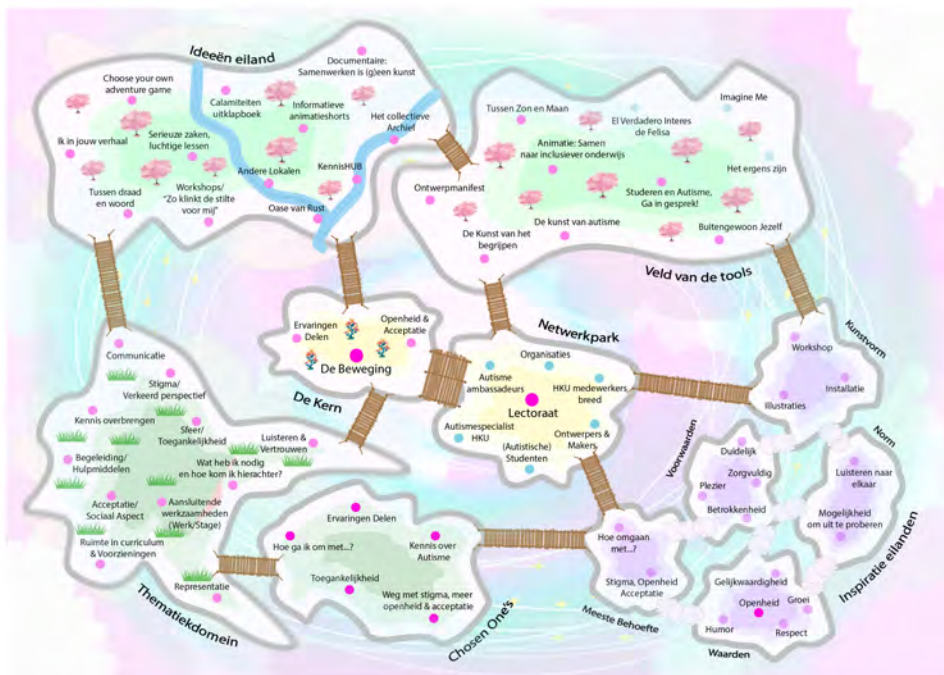 Ideeën eiland
Documentaire:
Samenwerken is (g)een kunst
Choose your own
adventure game
Calamiteiten
uitklapboek
Informatieve
animatieshorts
Het collectieve
Archief
Ik in jouw verhaal
Serieuze zaken,
luchtige lessen
Andere Lokalen
KennisHUB
Tussen draad
en woord
Workshops/
"Zo klinkt de stilte
voor mij"
Oase van Rust
Tussen Zon en Maan
Imagine Me
El Verdadero Interes
de Felisa
Animatie: Samen
naar inclusiever onderwijs
Het ergens zijn
Ontwerpmanifest
Studeren en Autisme,
Ga in gesprek!
De kunst van autisme
De Kunst van het
begrijpen
Buitengewoon Jezelf
Veld van de tools
Ervaringen
Delen
Openheid &
Acceptatie
De Beweging
De Kern
Netwerkpark
Organisaties
Autisme
ambassadeurs
HKU medewerkers
breed
Lectoraat
Autismespecialist
HKU
(Autistische)
Studenten
Ontwerpers &
Makers
Kunstvorm
Workshop
Installatie
Illustraties
Communicatie
Stigma/
Verkeerd perspectief
Kennis overbrengen
Sfeer/
Toegankelijkheid
Luisteren &
Vertrouwen
Begeleiding/
Hulpmiddelen
Wat heb ik nodig
en hoe kom ik hierachter?
Acceptatie/
Sociaal Aspect
Aansluitende
werkzaamheden
(Werk/Stage)
Ruimte in curriculum
& Voorzieningen
Representatie
Thematiekdomein
Ervaringen Delen
Hoe ga ik om met...?
Kennis over
Autisme
Toegankelijkheid
Weg met stigma, meer
openheid & acceptatie
Chosen One's
Voorwaarden
Duidelijk
Zorgvuldig
Plezier
Betrokkenheid
Norm
Luisteren naar
elkaar
Mogelijkheid
om uit te proberen
Hoe omgaan
met...?
Stigma, Openheid
Acceptatie
Meeste Behoefte
Gelijkwaardigheid
Openheid
Groei
Humor
Respect
Waarden
Inspiratie eilanden